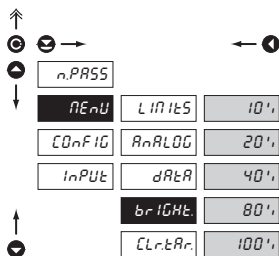 n.PASS
MEnU LIMItS 10%
COnFIG AnALOG 20%
InPUt dAtA 40%
brIGHt. 80%
CLr.tAr. 100%